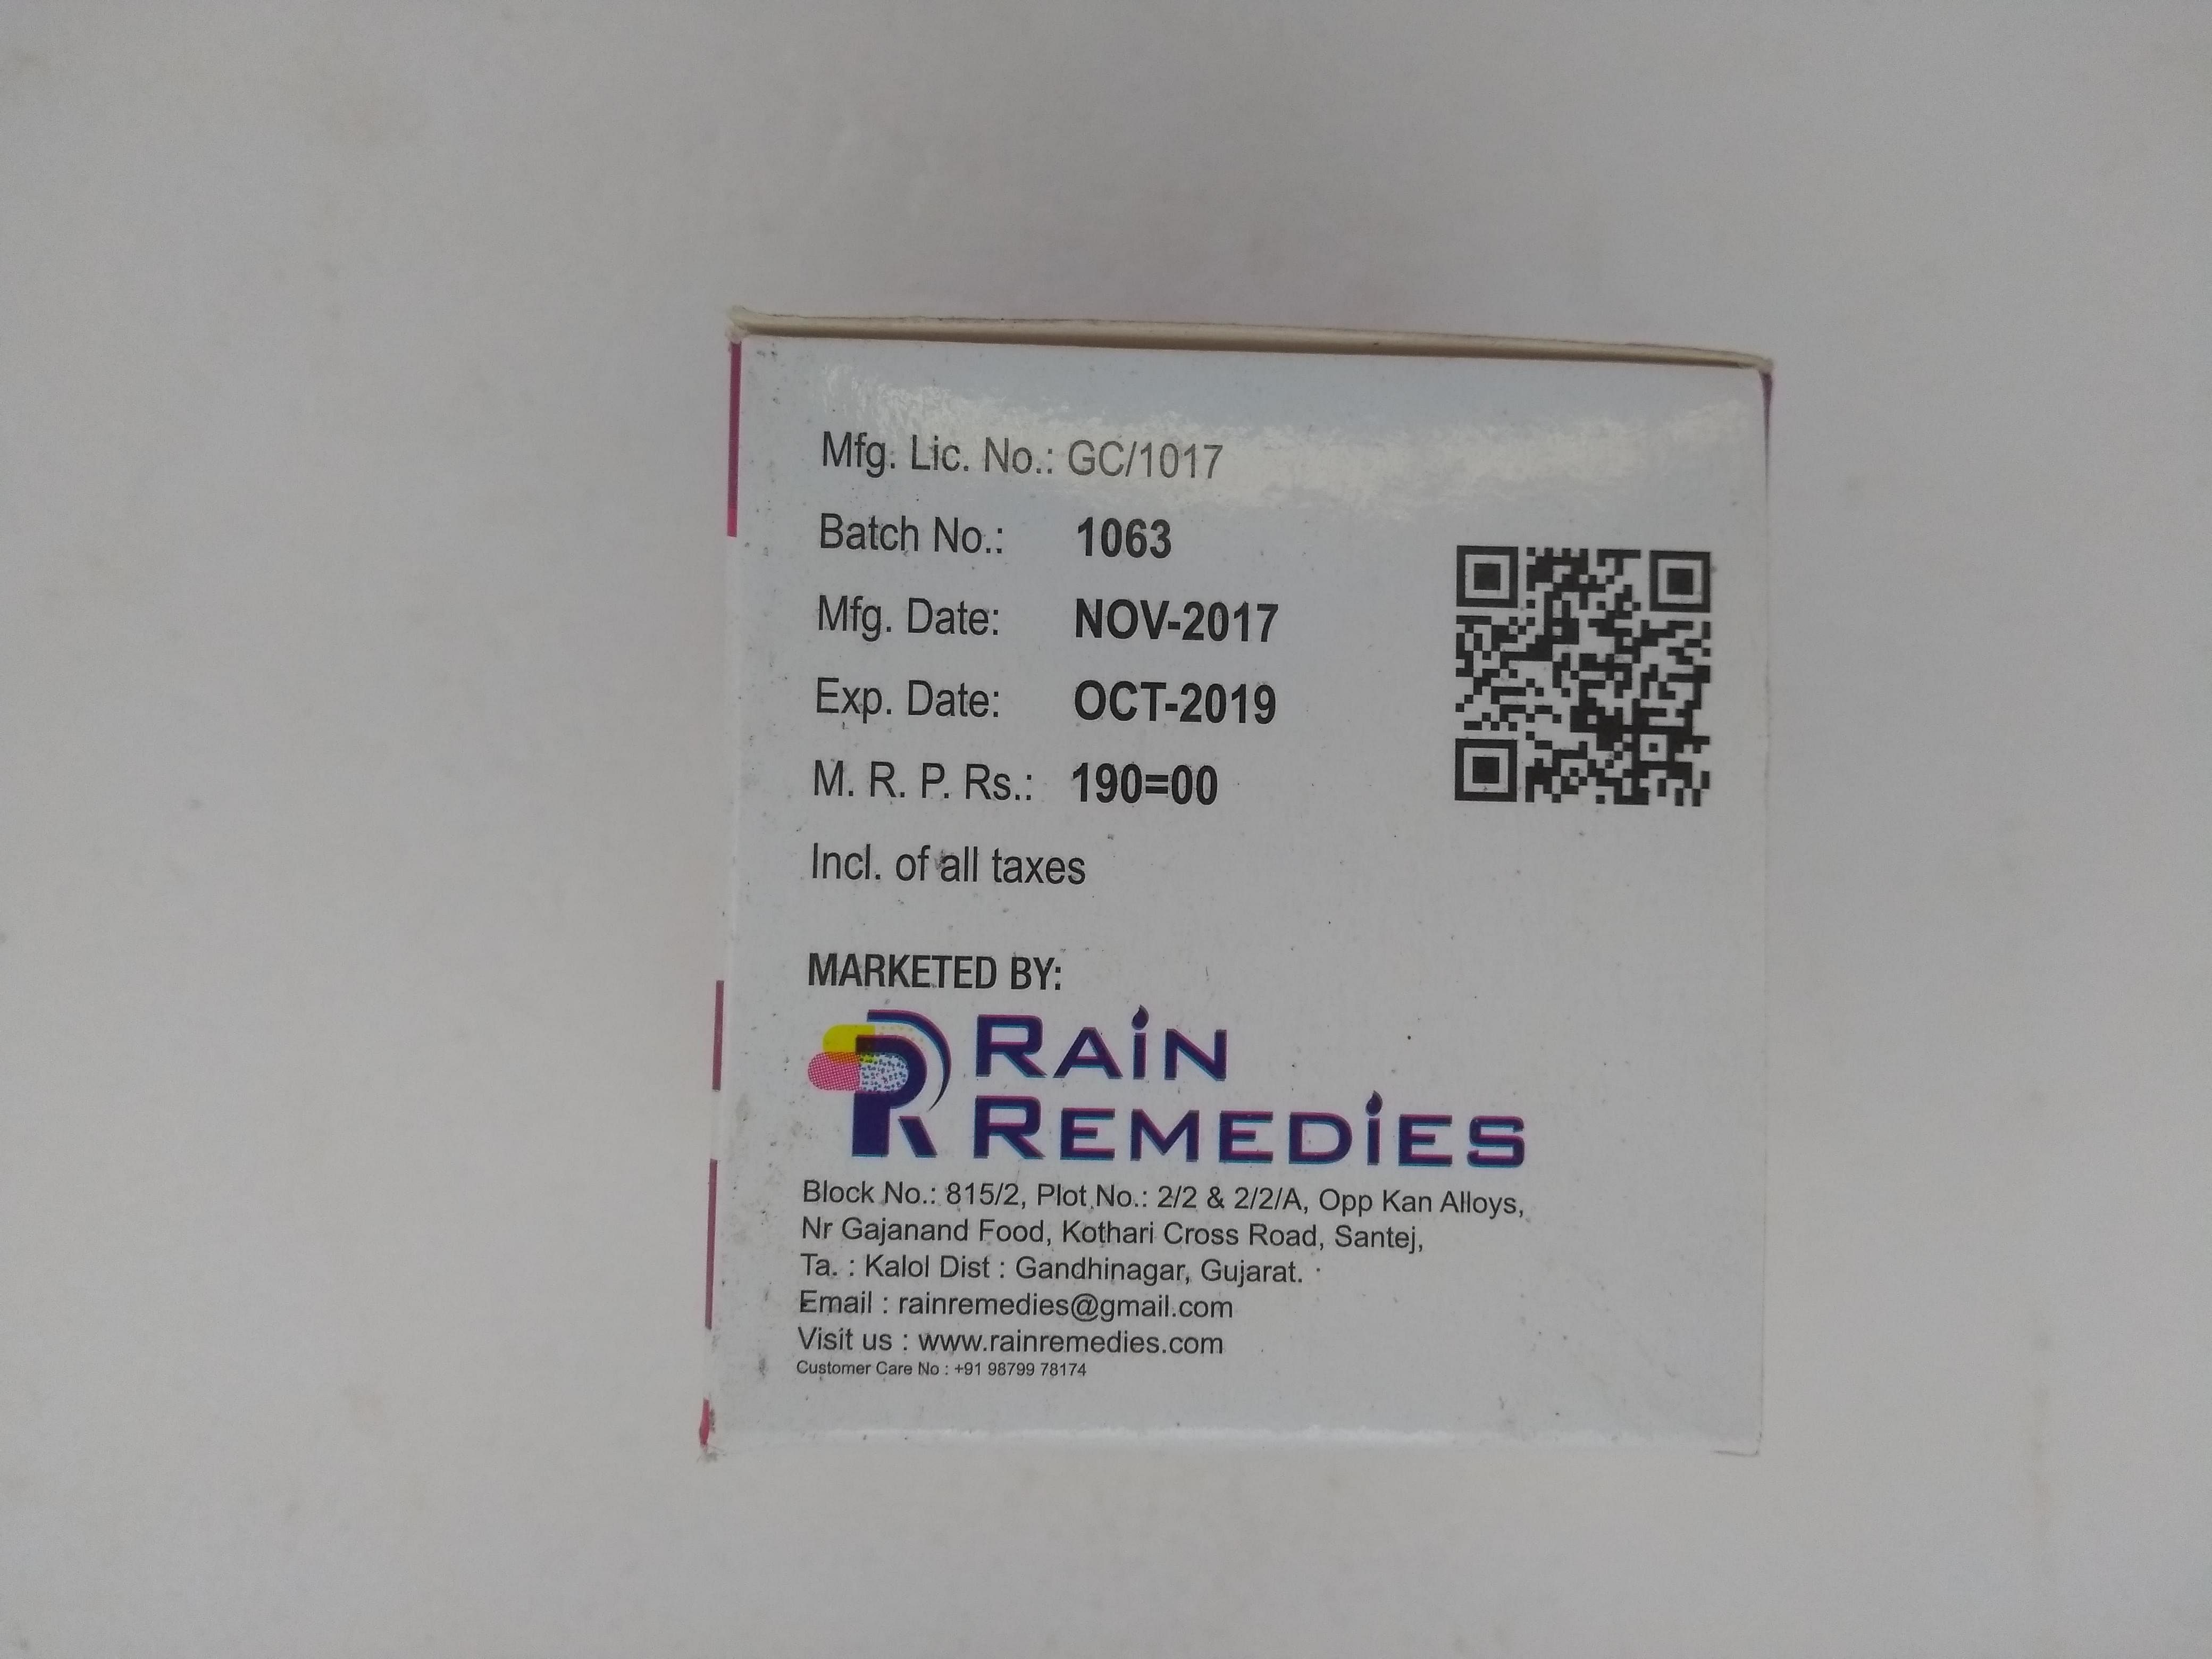 Mfg. Lic. No.: GC/1017
Batch No.: 1063
Mfg. Date: NOV-2017
Exp. Date: OCT-2019
M. R. P. Rs.: 190=00
Incl. of all taxes
MARKETED BY:
RAiN
REMEDiES
Block No.: 815/2, Plot No.: 2/2 & 2/2/A, Opp Kan Alloys,
Nr Gajanand Food, Kothari Cross Road, Santej,
Ta. : Kalol Dist : Gandhinagar, Gujarat.
Email : rainremedies@gmail.com
Visit us : www.rainremedies.com
Customer Care No : +91 98799 78174